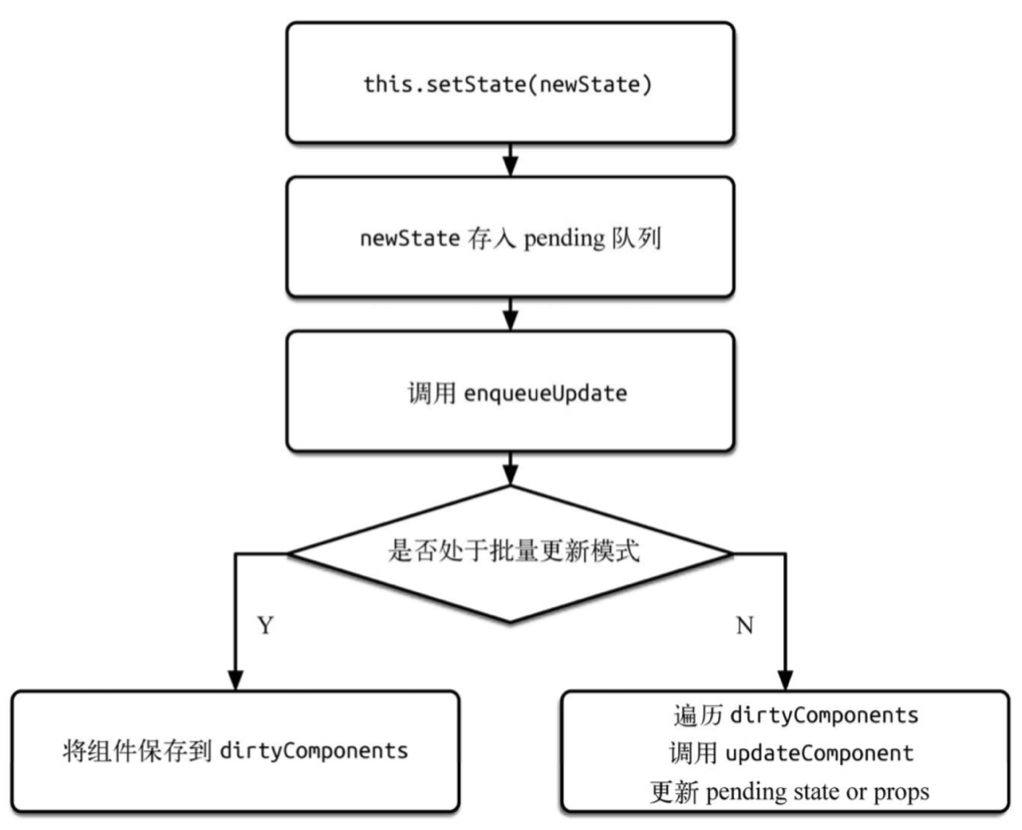 this.setState(newState)
newState 存入 pending 队列
调用 enqueueUpdate
是否处于批量更新模式
Y
N
将组件保存到 dirtyComponents
遍历 dirtyComponents
调用 updateComponent
更新 pending state or props